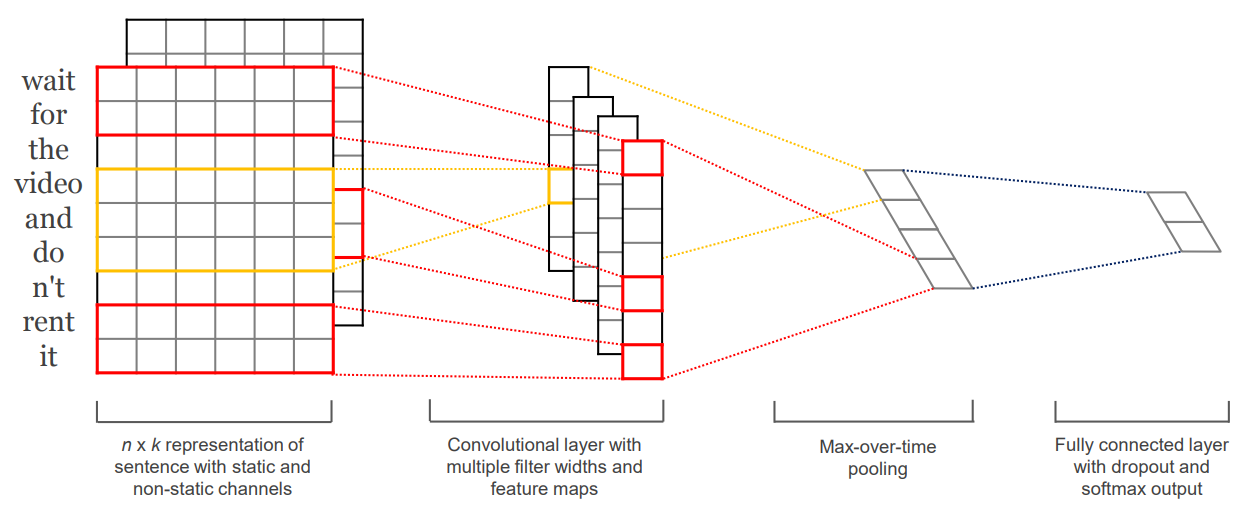 wait
for
the
video
and
do
n't
rent
it
n x k representation of
sentence with static and
non-static channels
Convolutional layer with
multiple filter widths and
feature maps
Max-over-time
pooling
Fully connected layer
with dropout and
softmax output